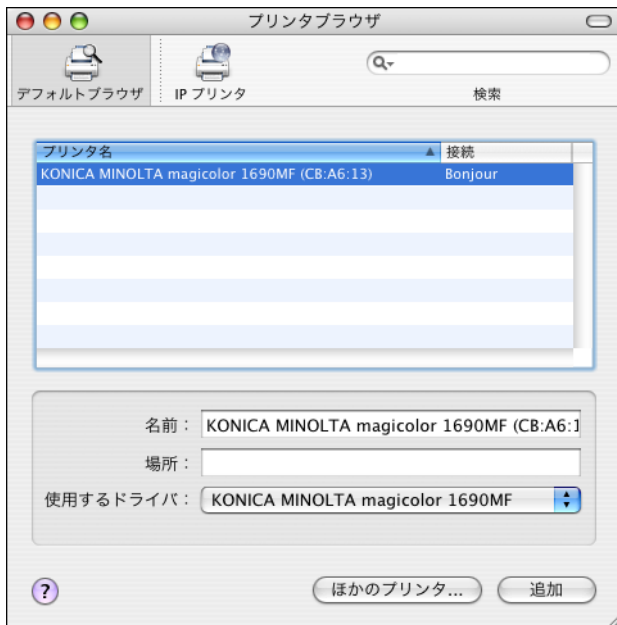 プリンタブラウザ
デフォルトブラウザ
IP プリンタ
検索
プリンタ名 接続
KONICA MINOLTA magicolor 1690MF (CB:A6:13) Bonjour
名前： KONICA MINOLTA magicolor 1690MF (CB:A6:1
場所：
使用するドライバ： KONICA MINOLTA magicolor 1690MF
? ほかのプリンタ... 追加